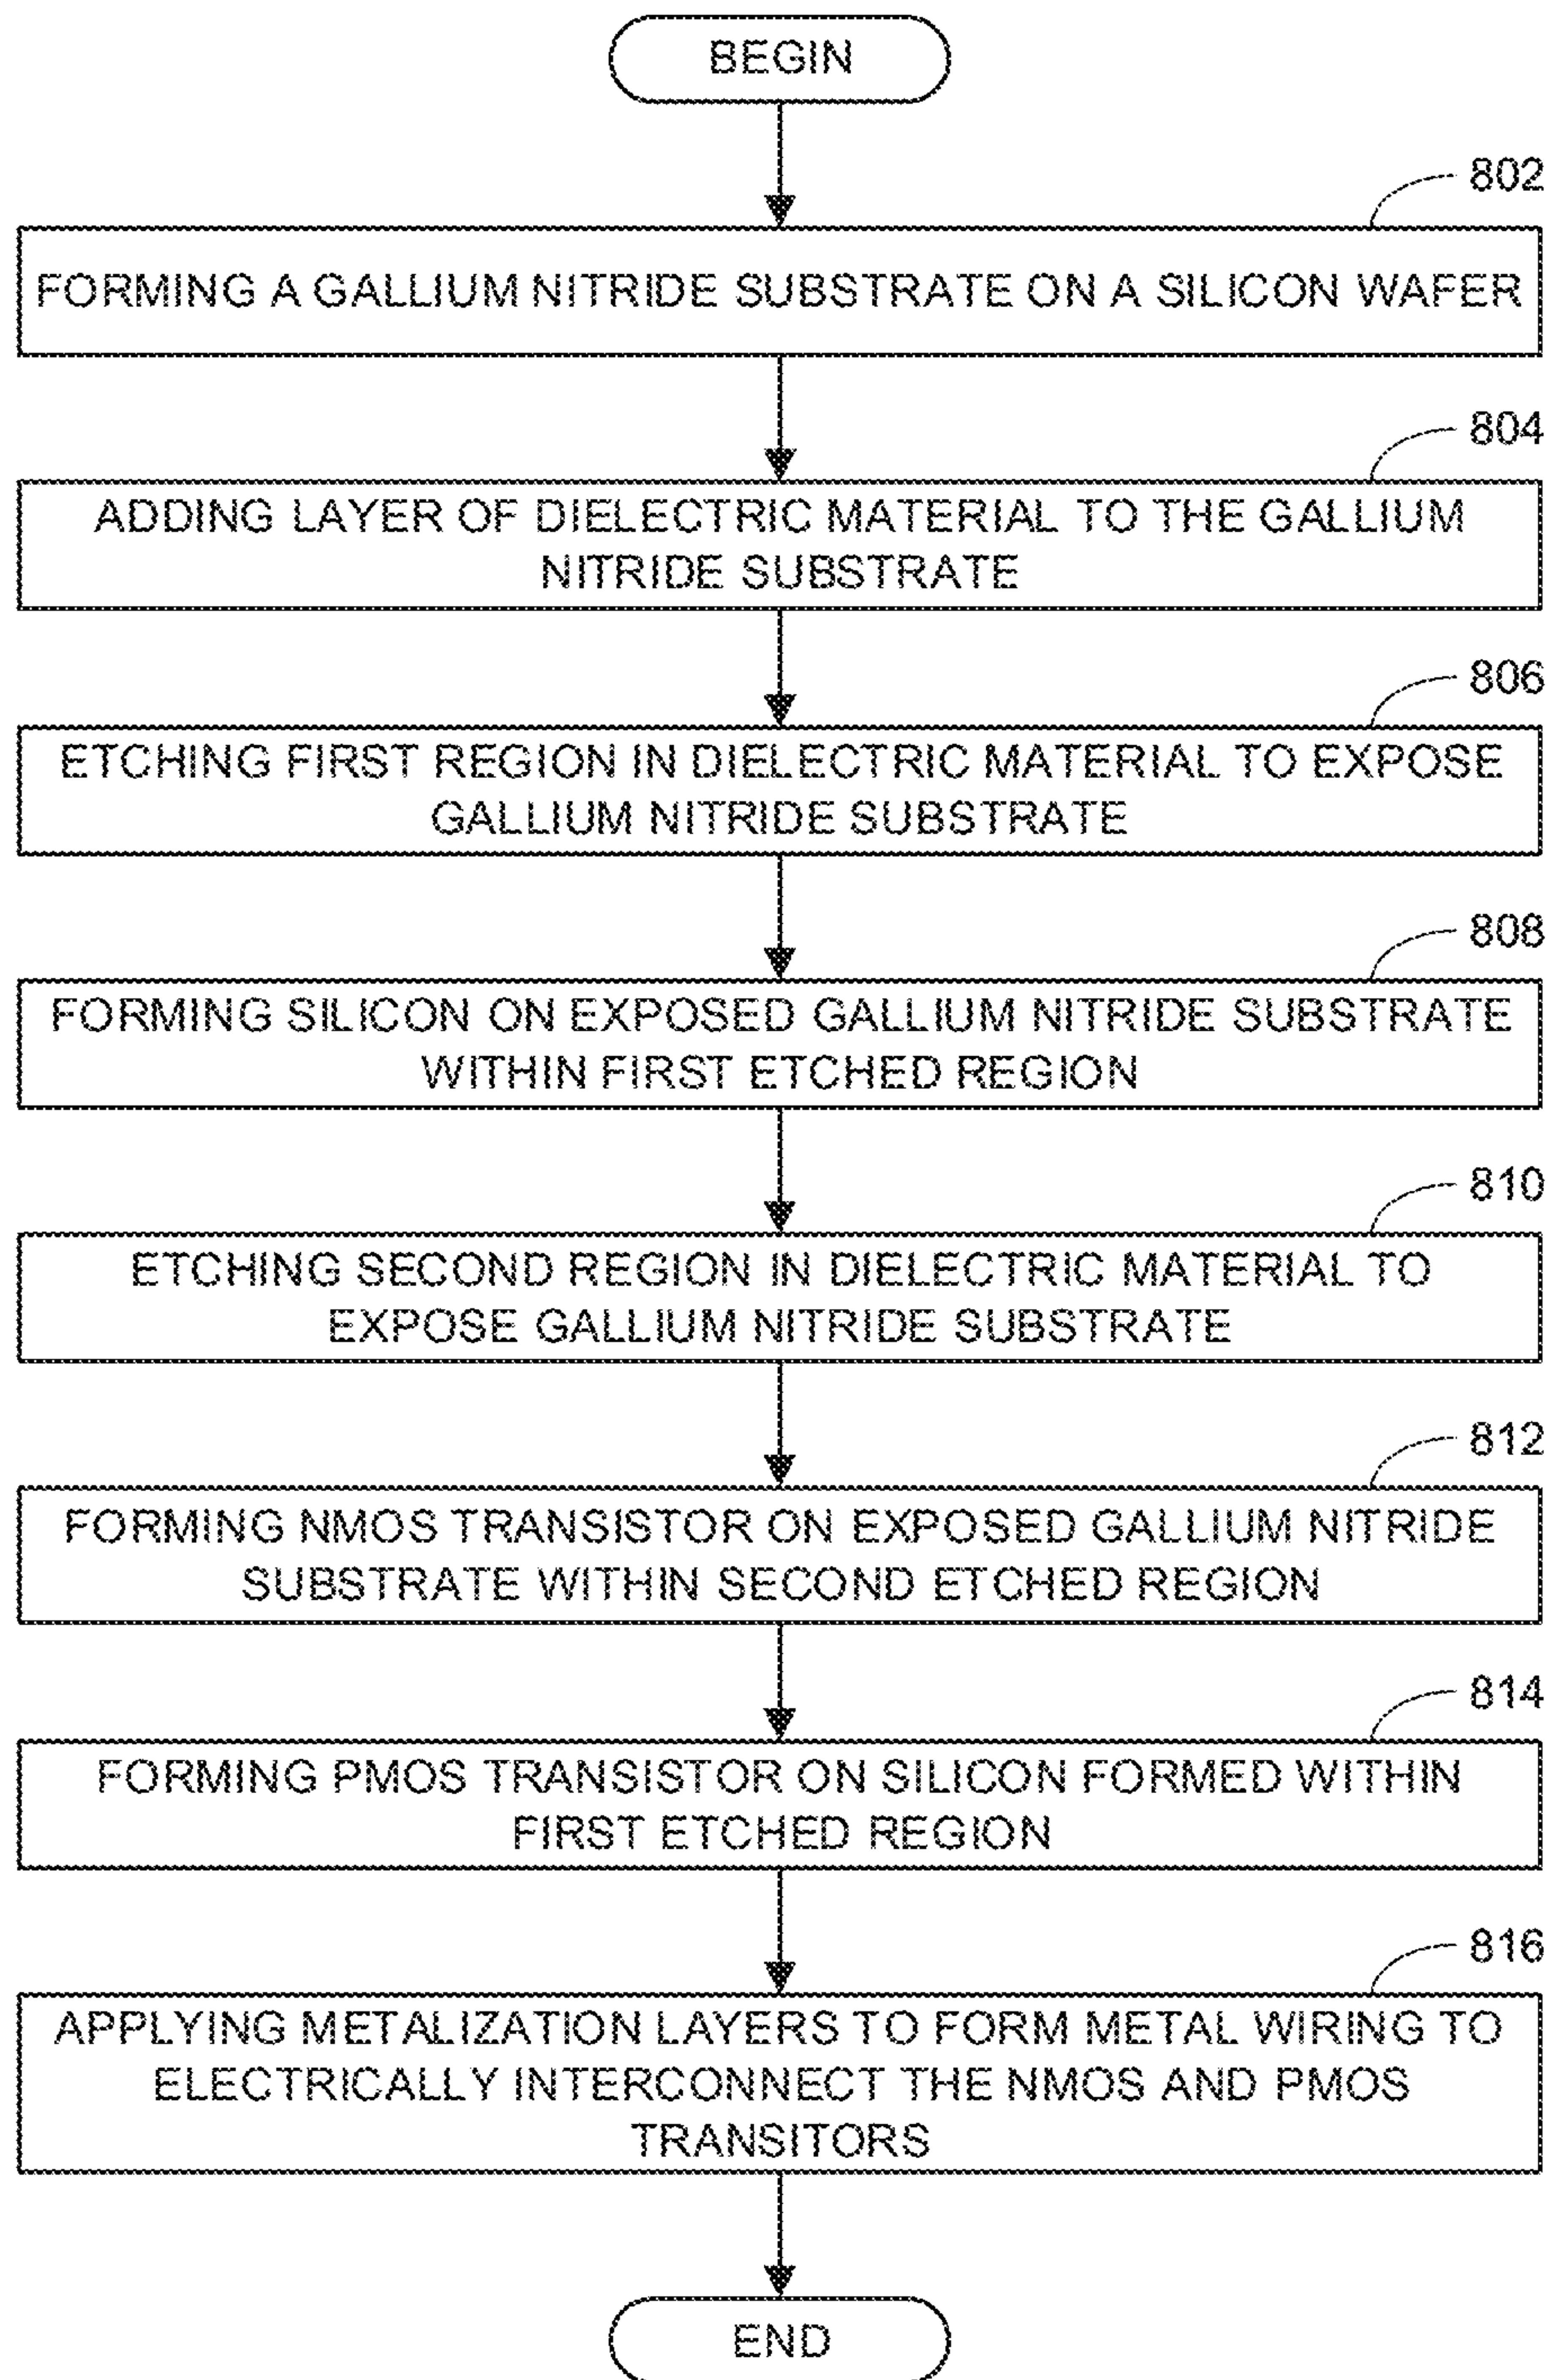 BEGIN
802
FORMING A GALLIUM NITRIDE SUBSTRATE ON A SILICON WAFER
804
ADDING LAYER OF DIELECTRIC MATERIAL TO THE GALLIUM
NITRIDE SUBSTRATE
806
ETCHING FIRST REGION IN DIELECTRIC MATERIAL TO EXPOSE
GALLIUM NITRIDE SUBSTRATE
808
FORMING SILICON ON EXPOSED GALLIUM NITRIDE SUBSTRATE
WITHIN FIRST ETCHED REGION
810
ETCHING SECOND REGION IN DIELECTRIC MATERIAL TO
EXPOSE GALLIUM NITRIDE SUBSTRATE
812
FORMING NMOS TRANSISTOR ON EXPOSED GALLIUM NITRIDE
SUBSTRATE WITHIN SECOND ETCHED REGION
814
FORMING PMOS TRANSISTOR ON SILICON FORMED WITHIN
FIRST ETCHED REGION
816
APPLYING METALIZATION LAYERS TO FORM METAL WIRING TO
ELECTRICALLY INTERCONNECT THE NMOS AND PMOS
TRANSITORS
END